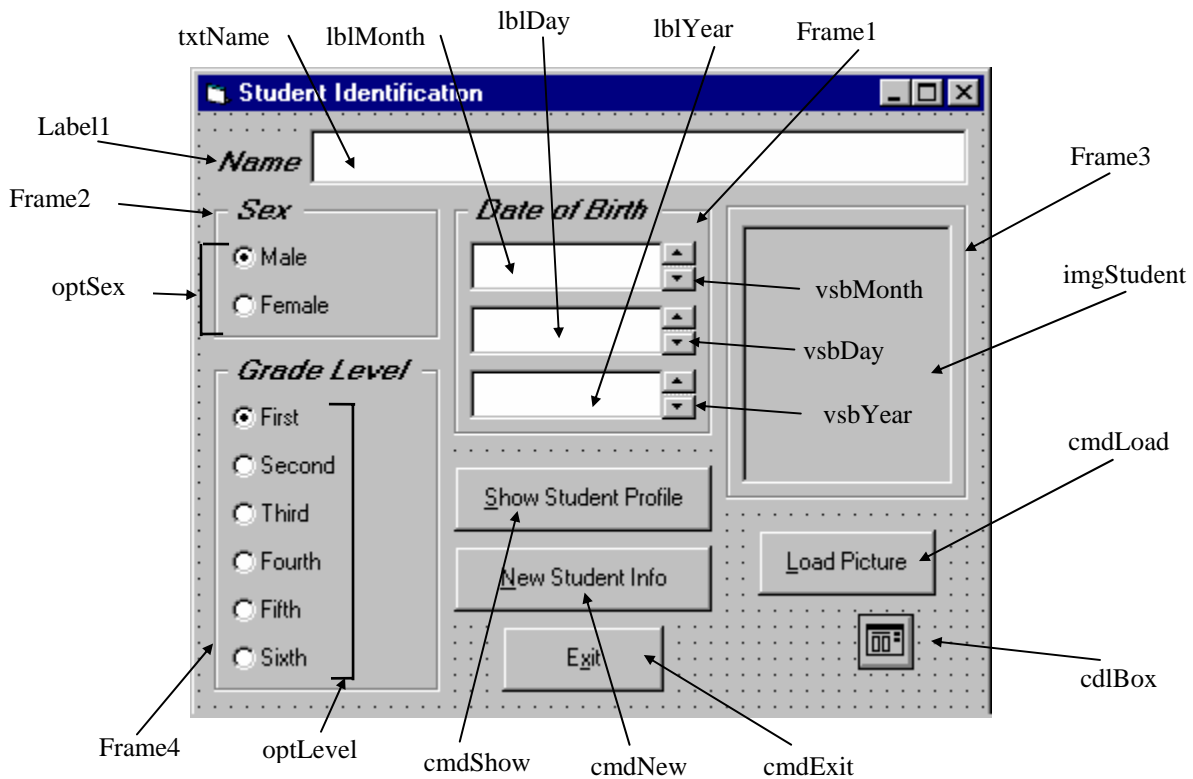 txtName
lblMonth
lblDay
lblYear
Frame1
Student Identification
Label1
Name
Frame3
Frame2
Sex
Date of Birth
Male
optSex
Female
vsbMonth
imgStudent
vsbDay
Grade Level
First
vsbYear
cmdLoad
Second
Show Student Profile
Third
Fourth
New Student Info
Load Picture
Fifth
Sixth
Exit
cdlBox
Frame4
optLevel
cmdShow
cmdNew
cmdExit